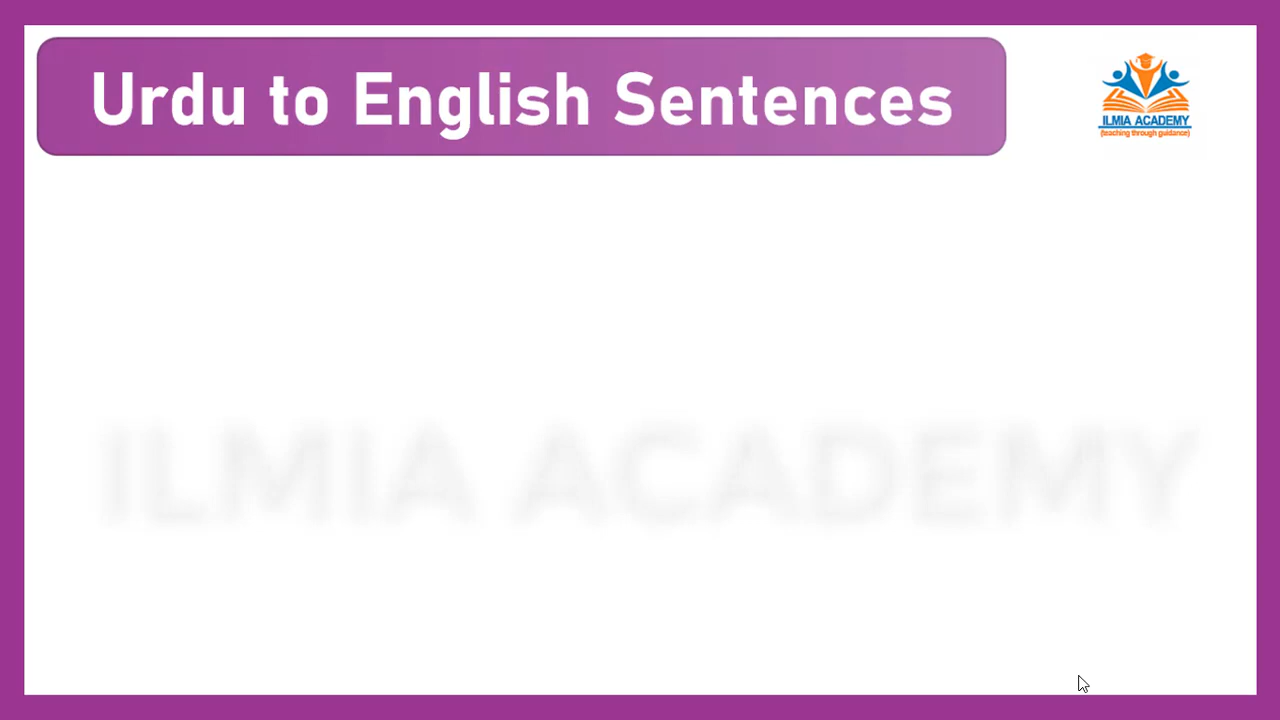 Urdu to English Sentences
ILMIA ACADEMY
(teaching through guidance)
ILMIA ACADEMY